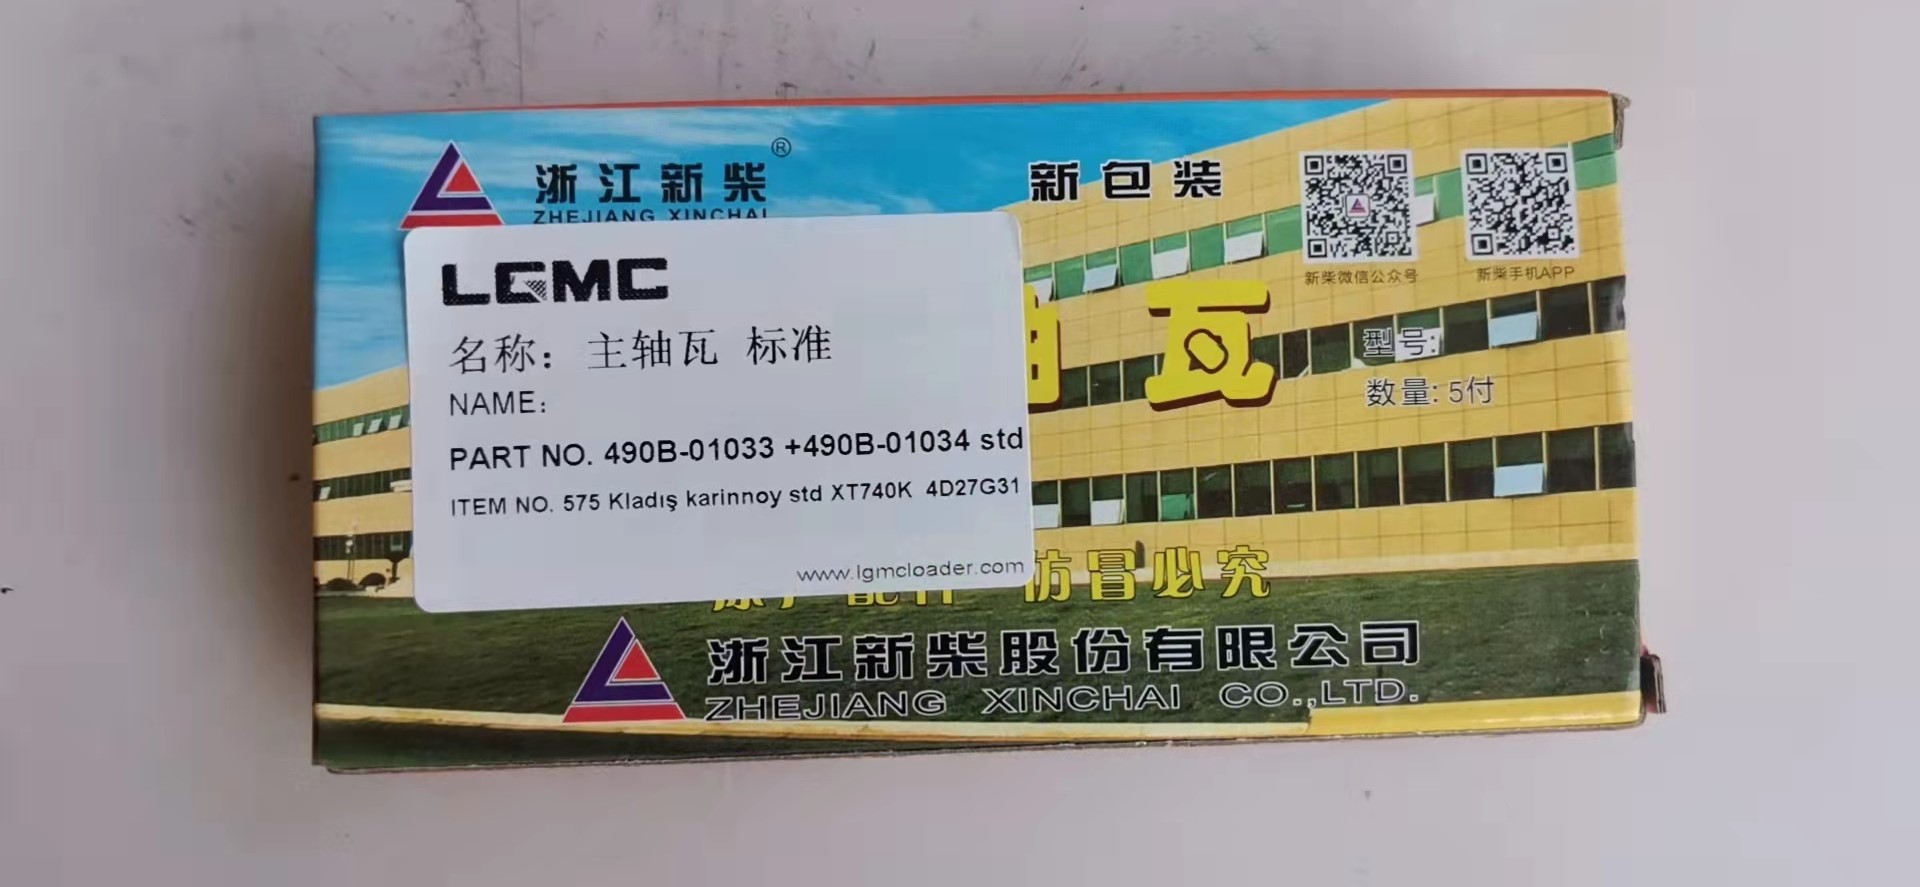 浙江新柴®
ZHEJIANG XINCHAI
新包装
新柴微信公众号
新柴手机APP
LGMC
名称：主轴瓦 标准
NAME：
PART NO. 490B-01033 +490B-01034 std
ITEM NO. 575 Kladış karinnoy std XT740K 4D27G31
www.lgmcloader.com
瓦
型号:
数量: 5付
仿冒必究
浙江新柴股份有限公司
ZHEJIANG XINCHAI CO.,LTD.